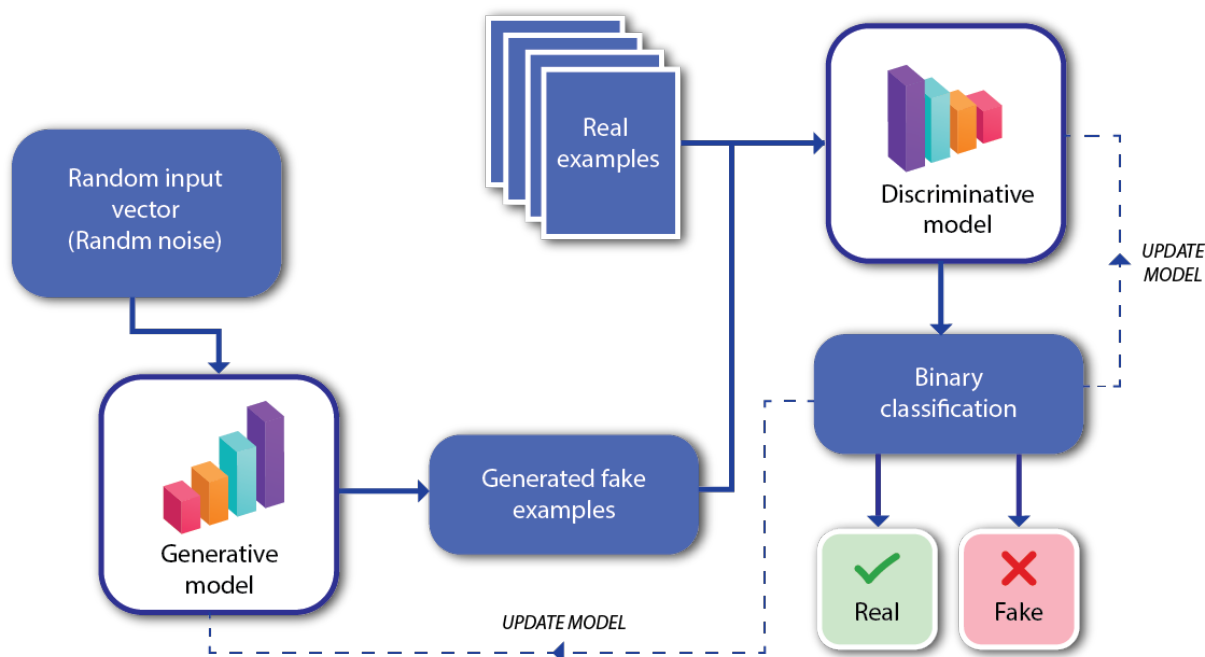 Real
examples
Discriminative
model
Random input
vector
(Randm noise)
UPDATE
MODEL
Binary
classification
Generated fake
examples
Generative
model
Real
Fake
UPDATE MODEL